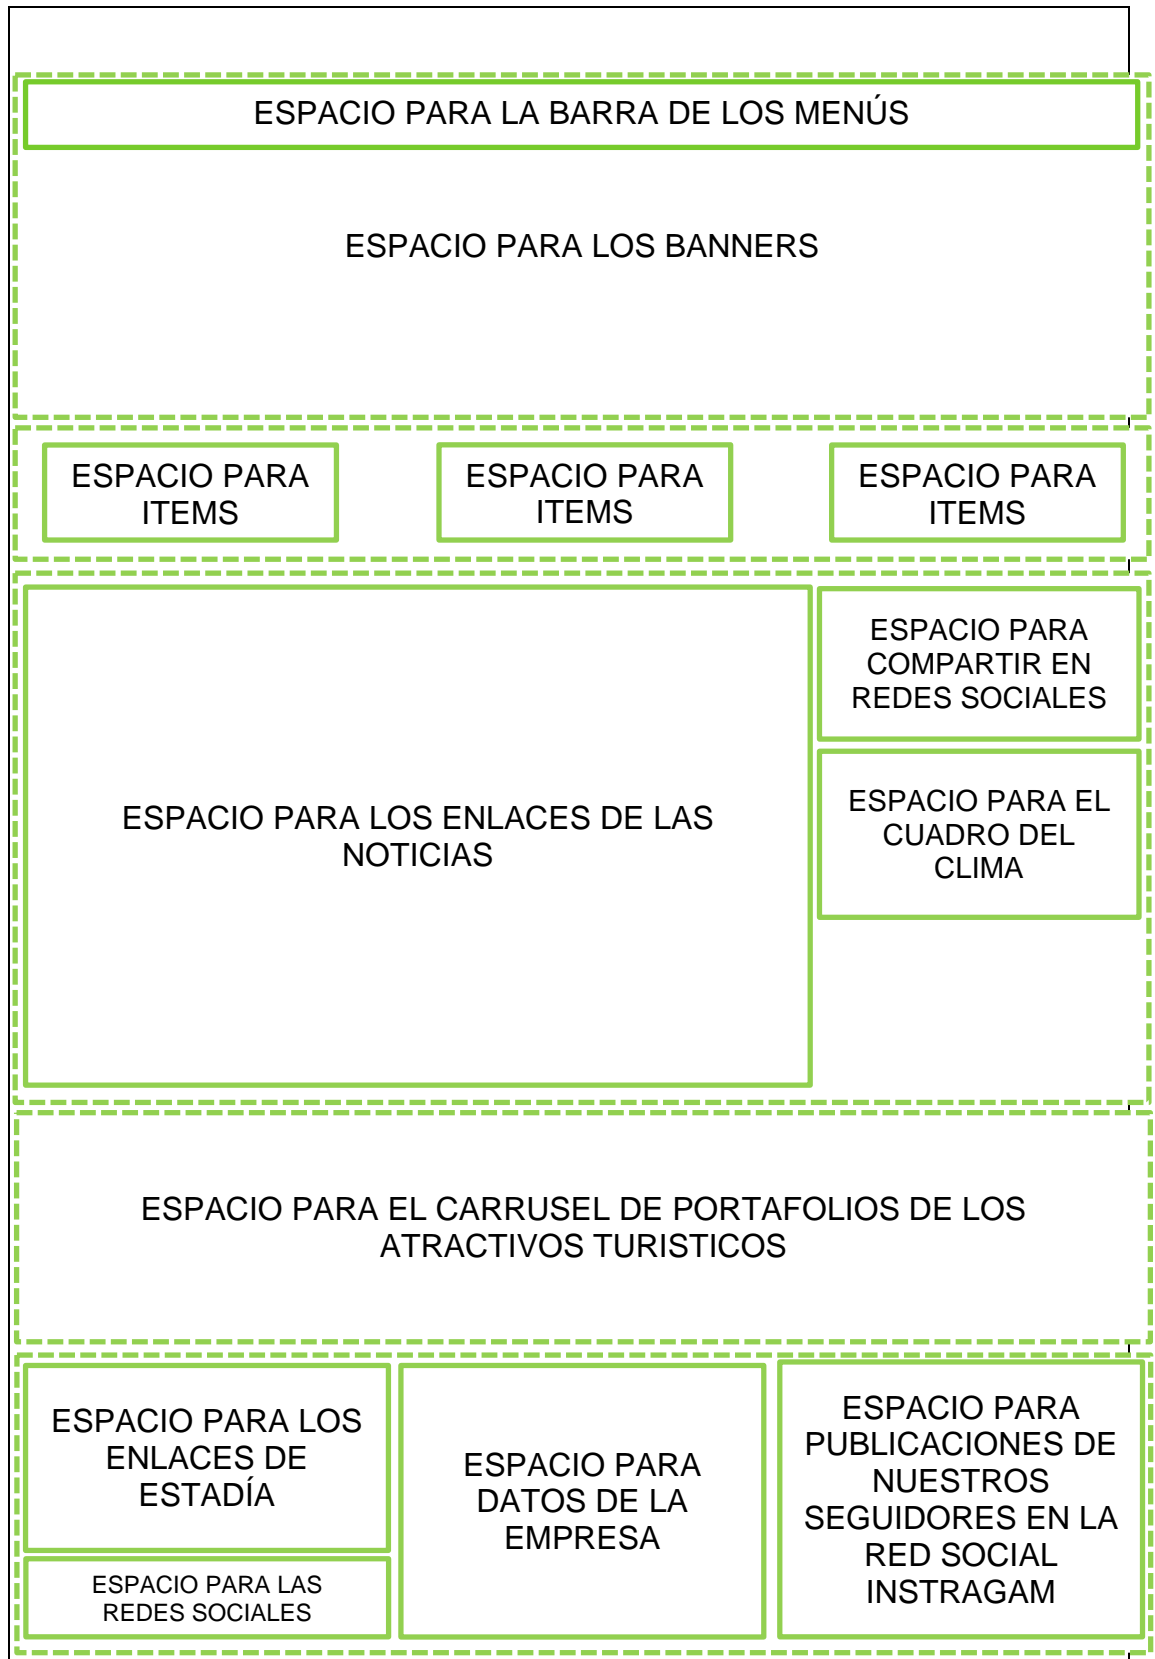 ESPACIO PARA LA BARRA DE LOS MENÚS
ESPACIO PARA LOS BANNERS
ESPACIO PARA
ITEMS
ESPACIO PARA
ITEMS
ESPACIO PARA
ITEMS
ESPACIO PARA LOS ENLACES DE LAS
NOTICIAS
ESPACIO PARA
COMPARTIR EN
REDES SOCIALES
ESPACIO PARA EL
CUADRO DEL
CLIMA
ESPACIO PARA EL CARRUSEL DE PORTAFOLIOS DE LOS
ATRACTIVOS TURISTICOS
ESPACIO PARA LOS
ENLACES DE
ESTADÍA
ESPACIO PARA LAS
REDES SOCIALES
ESPACIO PARA
DATOS DE LA
EMPRESA
ESPACIO PARA
PUBLICACIONES DE
NUESTROS
SEGUIDORES EN LA
RED SOCIAL
INSTRAGAM